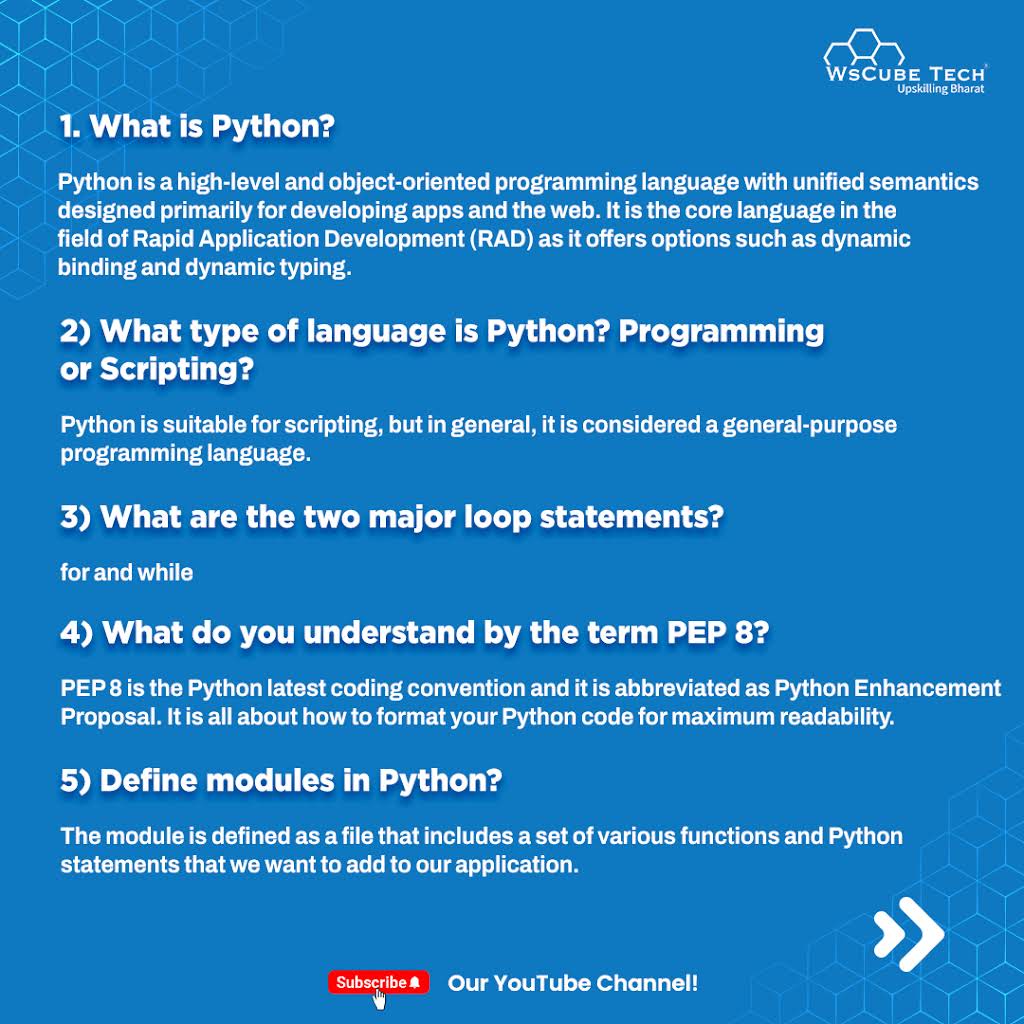 WsCube Tech®
Upskilling Bharat
1. What is Python?
Python is a high-level and object-oriented programming language with unified semantics
designed primarily for developing apps and the web. It is the core language in the
field of Rapid Application Development (RAD) as it offers options such as dynamic
binding and dynamic typing.
2) What type of language is Python? Programming
or Scripting?
Python is suitable for scripting, but in general, it is considered a general-purpose
programming language.
3) What are the two major loop statements?
for and while
4) What do you understand by the term PEP 8?
PEP 8 is the Python latest coding convention and it is abbreviated as Python Enhancement
Proposal. It is all about how to format your Python code for maximum readability.
5) Define modules in Python?
The module is defined as a file that includes a set of various functions and Python
statements that we want to add to our application.
Subscribe Our YouTube Channel!